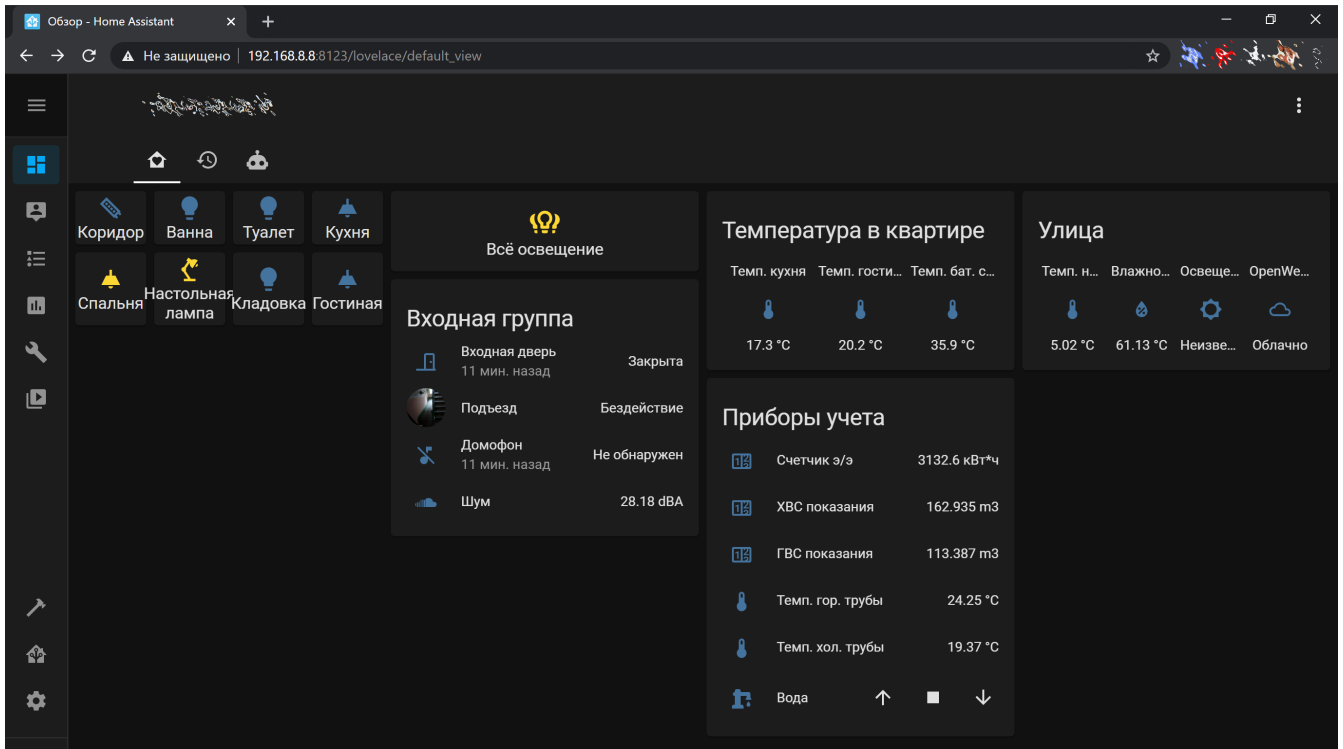 Обзор - Home Assistant
Не защищено 192.168.8.8:8123/lovelace/default_view
Коридор Ванна Туалет Кухня
Спальня Настольная лампа Кладовка Гостиная
Всё освещение
Входная группа
Входная дверь Закрыта
11 мин. назад
Подъезд Бездействие
Домофон Не обнаружен
11 мин. назад
Шум 28.18 dBA
Температура в квартире
Темп. кухня Темп. гости... Темп. бат. с...
17.3 °C 20.2 °C 35.9 °C
Приборы учета
Счетчик э/э 3132.6 кВт*ч
ХВС показания 162.935 m3
ГВС показания 113.387 m3
Темп. гор. трубы 24.25 °C
Темп. хол. трубы 19.37 °C
Вода
Улица
Темп. н... Влажно... Освеще... OpenWe...
5.02 °C 61.13 °C Неизве... Облачно